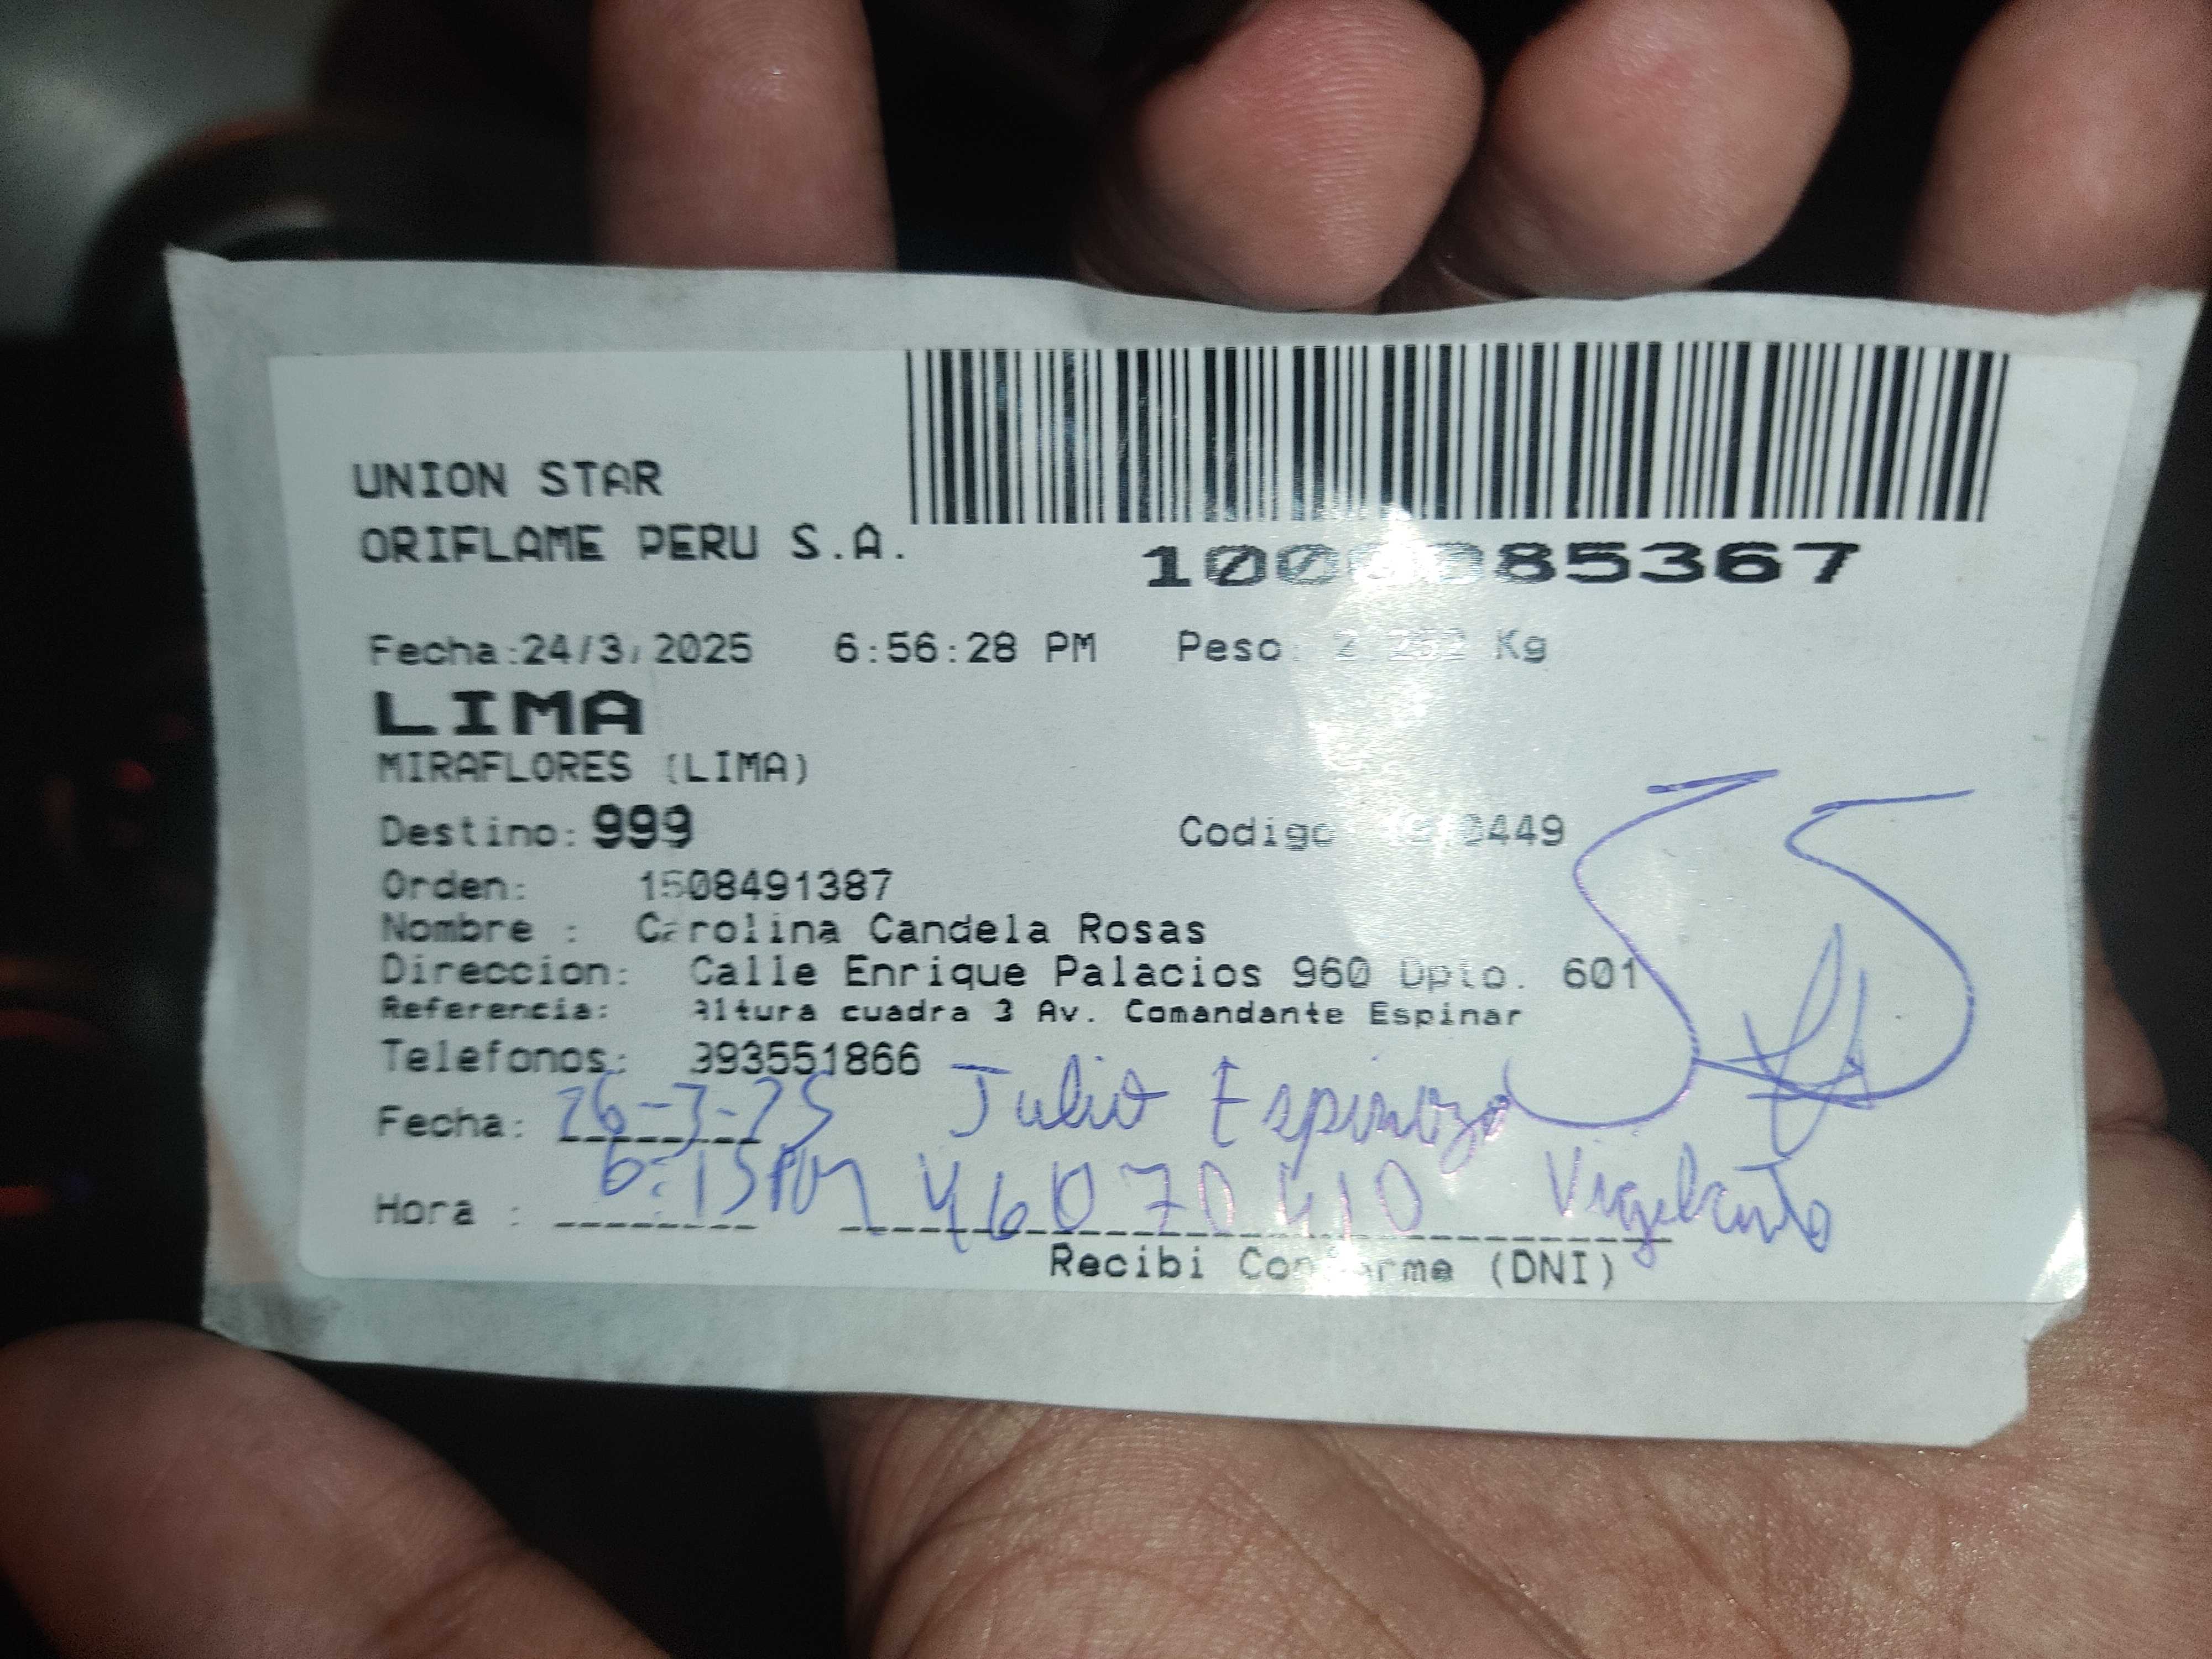 UNION STAR
ORIFLAME PERU S.A.
Fecha:24/3/2025 6:56:28 PM Peso: Kg
LIMA
MIRAFLORES (LIMA)
Destino: 999 Codigo
Orden: 1508491387
Nombre : Carolina Candela Rosas
Direccion: Calle Enrique Palacios 960 Dpto. 601
Referencia: Altura cuadra 3 Av. Comandante Espinar
Telefonos: 993551866
Fecha: 26-3-25 Julio Espinoza
Hora : 6:15PM 46070410 Vigilante
Recibi Conforme (DNI)